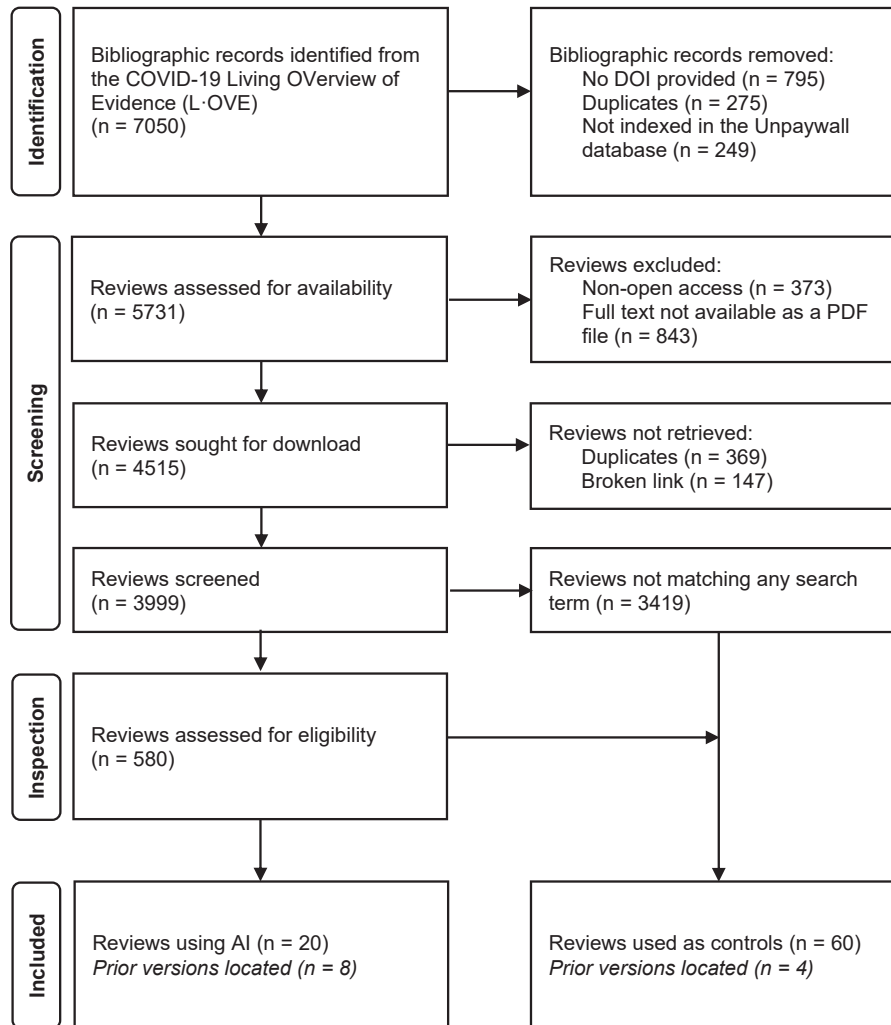 Identification
Bibliographic records identified from
the COVID-19 Living OVerview of
Evidence (L·OVE)
(n = 7050)
Bibliographic records removed:
No DOI provided (n = 795)
Duplicates (n = 275)
Not indexed in the Unpaywall
database (n = 249)
Screening
Reviews assessed for availability
(n = 5731)
Reviews excluded:
Non-open access (n = 373)
Full text not available as a PDF
file (n = 843)
Reviews sought for download
(n = 4515)
Reviews not retrieved:
Duplicates (n = 369)
Broken link (n = 147)
Reviews screened
(n = 3999)
Reviews not matching any search
term (n = 3419)
Inspection
Reviews assessed for eligibility
(n = 580)
Included
Reviews using AI (n = 20)
Prior versions located (n = 8)
Reviews used as controls (n = 60)
Prior versions located (n = 4)